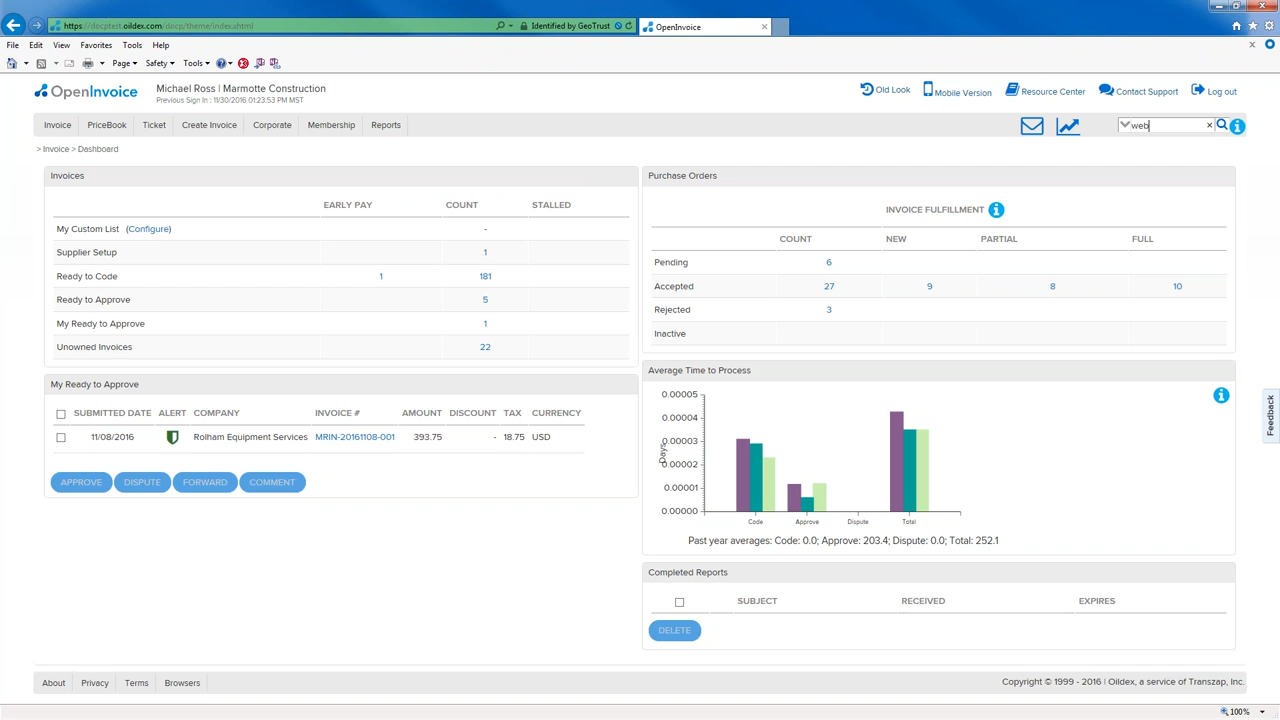 https://docptest.oildex.com/docp/theme/index.xhtml
Identified by GeoTrust
OpenInvoice
File Edit View Favorites Tools Help
Page Safety Tools
OpenInvoice
Michael Ross | Marmotte Construction
Previous Sign In : 11/30/2016 01:23:53 PM MST
Old Look Mobile Version Resource Center Contact Support Log out
Invoice PriceBook Ticket Create Invoice Corporate Membership Reports
web
> Invoice > Dashboard
Invoices
EARLY PAY COUNT STALLED
My Custom List (Configure) -
Supplier Setup 1
Ready to Code 1 181
Ready to Approve 5
My Ready to Approve 1
Unowned Invoices 22
My Ready to Approve
SUBMITTED DATE ALERT COMPANY INVOICE # AMOUNT DISCOUNT TAX CURRENCY
11/08/2016 Rolham Equipment Services MRIN-20161108-001 393.75 - 18.75 USD
APPROVE DISPUTE FORWARD COMMENT
Purchase Orders
INVOICE FULFILLMENT
COUNT NEW PARTIAL FULL
Pending 6
Accepted 27 9 8 10
Rejected 3
Inactive
Average Time to Process
0.00005
0.00004
0.00003
0.00002
0.00001
0.00000
Days
Code Approve Dispute Total
Past year averages: Code: 0.0; Approve: 203.4; Dispute: 0.0; Total: 252.1
Completed Reports
SUBJECT RECEIVED EXPIRES
DELETE
Feedback
About Privacy Terms Browsers
Copyright © 1999 - 2016 | Oildex, a service of Transzap, Inc.
100%